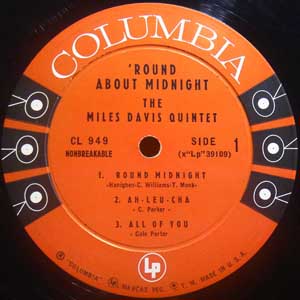 COLUMBIA
'ROUND
ABOUT MIDNIGHT
THE
MILES DAVIS QUINTET
CL 949
NONBREAKABLE
SIDE 1
(x"Lp"39109)
1. ROUND MIDNIGHT
-Hanighen-C. Williams-T. Monk-
2. AH-LEU-CHA
- C. Parker -
3. ALL OF YOU
- Cole Porter
Lp
® "COLUMBIA" MARCAS REG. T. M. MADE IN U.S.A.